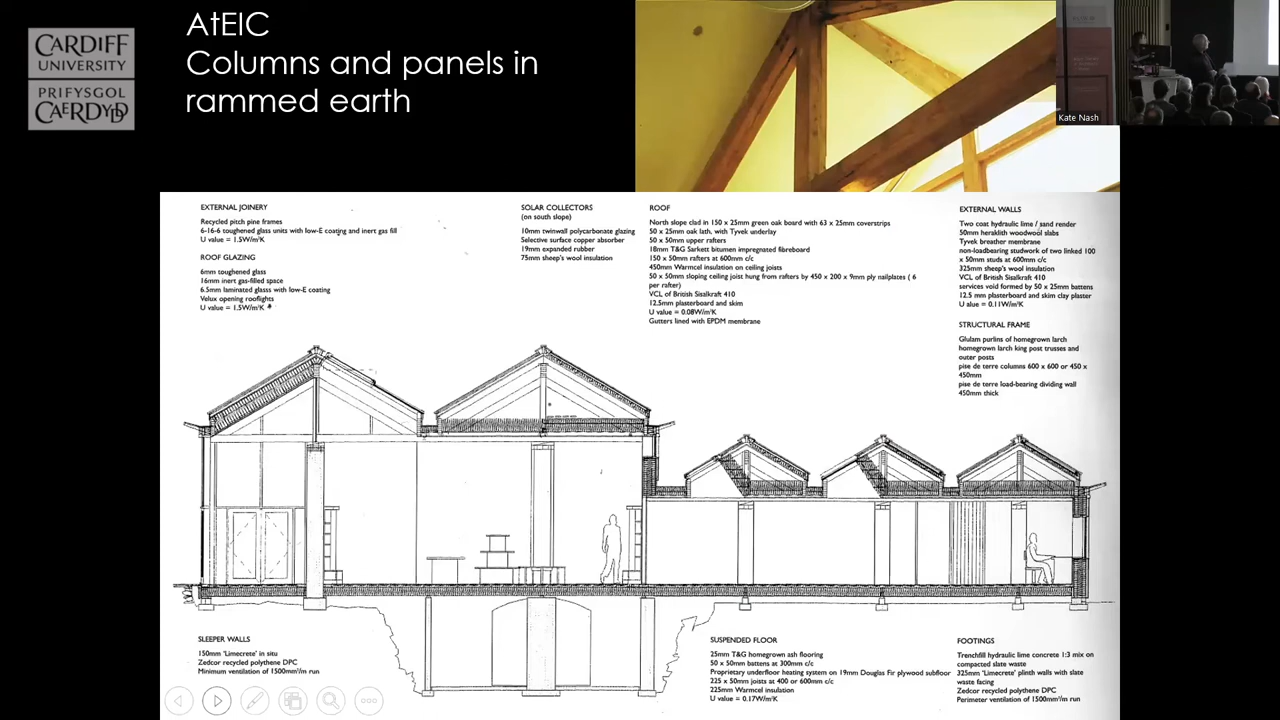 CARDIFF
UNIVERSITY
PRIFYSGOL
CAERDYDD
AtEIC
Columns and panels in
rammed earth
Kate Nash
EXTERNAL JOINERY
Recycled pitch pine frames
6-16-6 toughened glass units with low-E coating and inert gas fill
U value = 1.5W/m²K
ROOF GLAZING
6mm toughened glass
16mm inert gas-filled space
6.5mm laminated glasss with low-E coating
Velux opening rooflights
U value = 1.5W/m²K
SOLAR COLLECTORS
(on south slope)
10mm twinwall polycarbonate glazing
Selective surface copper absorber
19mm expanded rubber
75mm sheep's wool insulation
ROOF
North slope clad in 150 x 25mm green oak board with 63 x 25mm coverstrips
50 x 25mm oak lath, with Tyvek underlay
50 x 50mm upper rafters
18mm T&G Sarkett bitumen impregnated fibreboard
150 x 50mm rafters at 600mm c/c
450mm Warmcel insulation on ceiling joists
50 x 50mm sloping ceiling joist hung from rafters by 450 x 200 x 9mm ply nailplates ( 6
per rafter)
VCL of British Sisalkraft 410
12.5mm plasterboard and skim
U value = 0.08W/m²K
Gutters lined with EPDM membrane
EXTERNAL WALLS
Two coat hydraulic lime / sand render
50mm heraklith woodwool slabs
Tyvek breather membrane
non-loadbearing studwork of two linked 100
x 50mm studs at 600mm c/c
325mm sheep's wool insulation
VCL of British Sisalkraft 410
services void formed by 50 x 25mm battens
12.5 mm plasterboard and skim clay plaster
U alue = 0.11W/m²K
STRUCTURAL FRAME
Glulam purlins of homegrown larch
homegrown larch king post trusses and
outer posts
pise de terre columns 600 x 600 or 450 x
450mm
pise de terre load-bearing dividing wall
450mm thick
SLEEPER WALLS
150mm 'Limecrete' in situ
Zedcor recycled polythene DPC
Minimum ventilation of 1500mm²/m run
SUSPENDED FLOOR
25mm T&G homegrown ash flooring
50 x 50mm battens at 300mm c/c
Proprietary underfloor heating system on 19mm Douglas Fir plywood subfloor
225 x 50mm joists at 400 or 600mm c/c
225mm Warmcel insulation
U value = 0.17W/m²K
FOOTINGS
Trenchfill hydraulic lime concrete 1:3 mix on
compacted slate waste
325mm 'Limecrete' plinth walls with slate
waste facing
Zedcor recycled polythene DPC
Perimeter ventilation of 1500mm²/m run